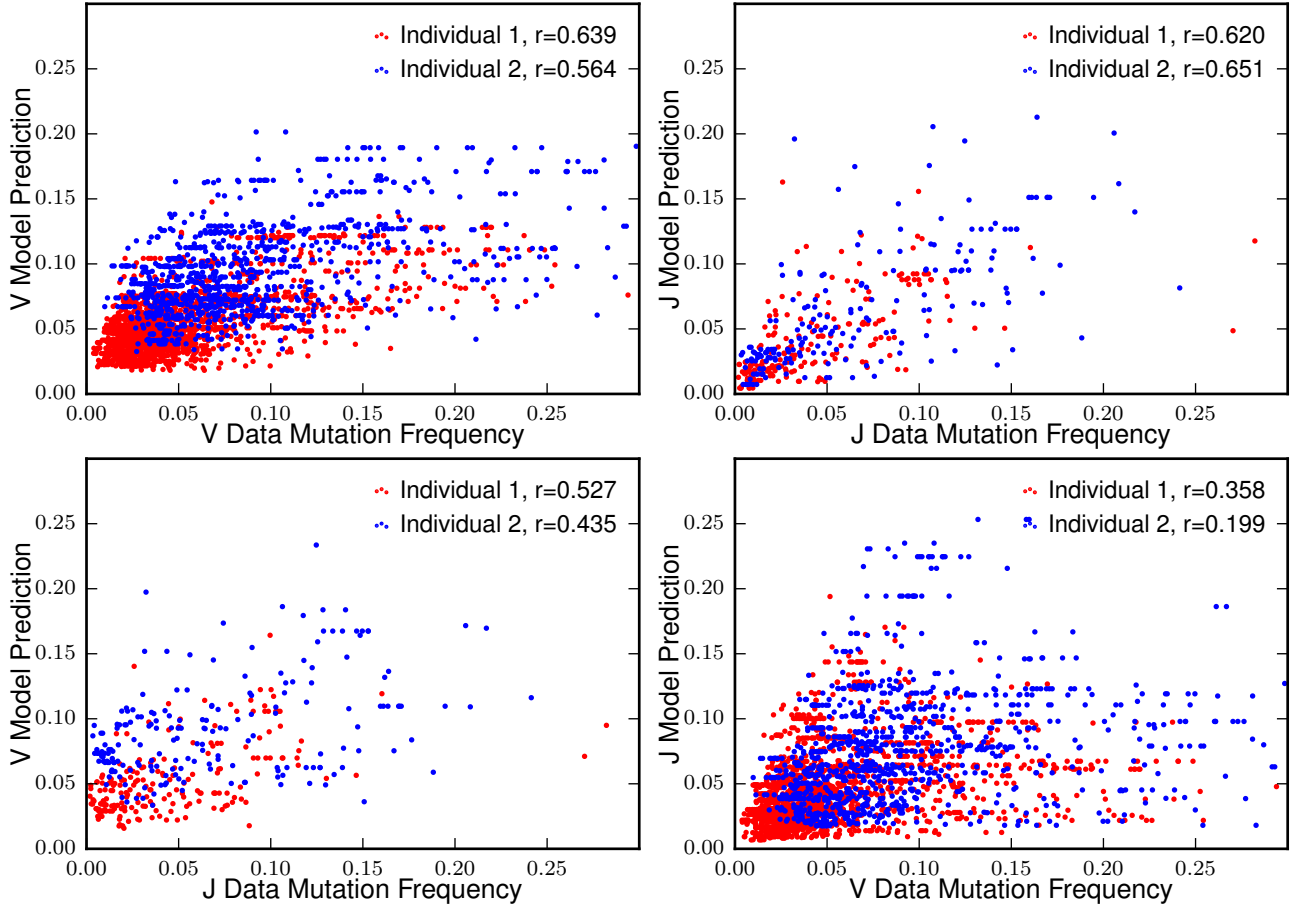 Individual 1, r=0.639
Individual 2, r=0.564
0.25
0.20
0.15
0.10
0.05
0.00
V Model Prediction
0.00 0.05 0.10 0.15 0.20 0.25
V Data Mutation Frequency
Individual 1, r=0.620
Individual 2, r=0.651
0.25
0.20
0.15
0.10
0.05
0.00
J Model Prediction
0.00 0.05 0.10 0.15 0.20 0.25
J Data Mutation Frequency
Individual 1, r=0.527
Individual 2, r=0.435
0.25
0.20
0.15
0.10
0.05
0.00
V Model Prediction
0.00 0.05 0.10 0.15 0.20 0.25
J Data Mutation Frequency
Individual 1, r=0.358
Individual 2, r=0.199
0.25
0.20
0.15
0.10
0.05
0.00
J Model Prediction
0.00 0.05 0.10 0.15 0.20 0.25
V Data Mutation Frequency